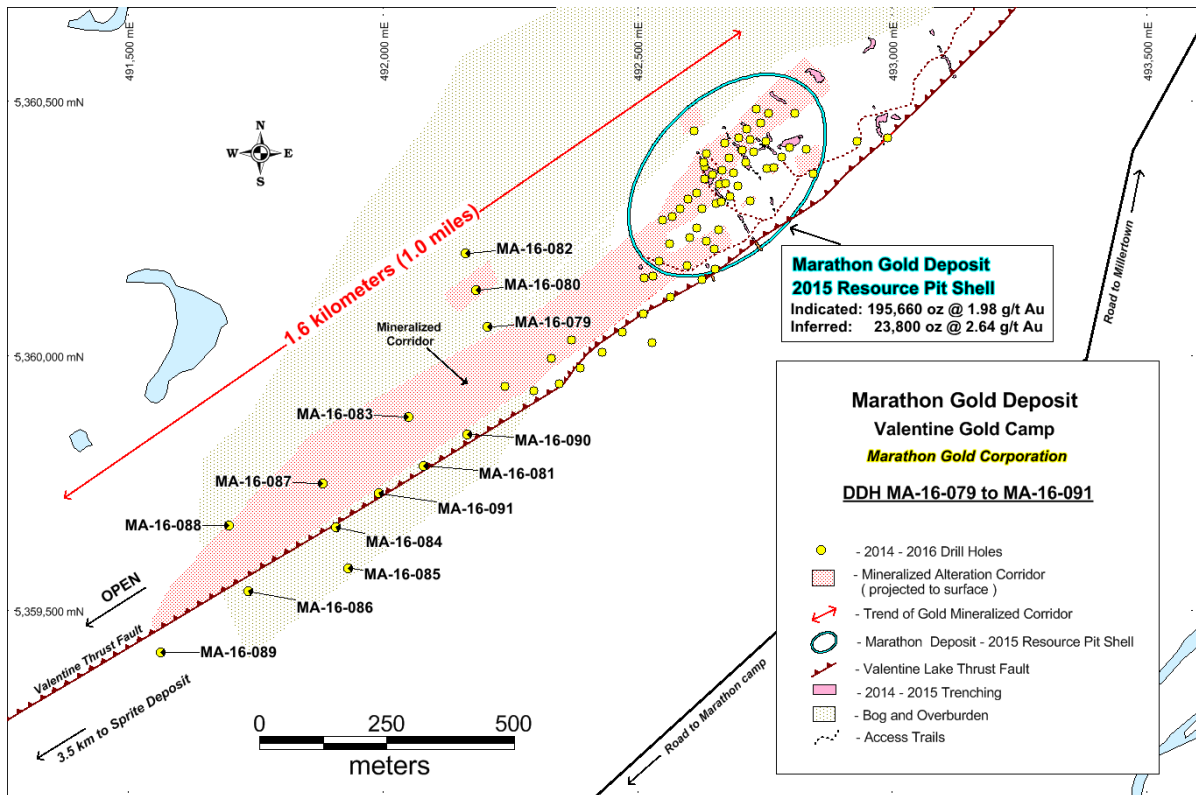 491,500 mE
492,000 mE
492,500 mE
493,000 mE
493,500 mE
5,360,500 mN
5,360,000 mN
5,359,500 mN
N
W E
S
1.6 kilometers (1.0 miles)
MA-16-082
MA-16-080
MA-16-079
Mineralized
Corridor
MA-16-083
MA-16-090
MA-16-081
MA-16-087
MA-16-091
MA-16-088
MA-16-084
MA-16-085
MA-16-086
MA-16-089
OPEN
Valentine Thrust Fault
3.5 km to Sprite Deposit
0 250 500
meters
Road to Marathon camp
Road to Millertown
Marathon Gold Deposit
2015 Resource Pit Shell
Indicated: 195,660 oz @ 1.98 g/t Au
Inferred: 23,800 oz @ 2.64 g/t Au
Marathon Gold Deposit
Valentine Gold Camp
Marathon Gold Corporation
DDH MA-16-079 to MA-16-091
- 2014 - 2016 Drill Holes
- Mineralized Alteration Corridor
( projected to surface )
- Trend of Gold Mineralized Corridor
- Marathon Deposit - 2015 Resource Pit Shell
- Valentine Lake Thrust Fault
- 2014 - 2015 Trenching
- Bog and Overburden
- Access Trails